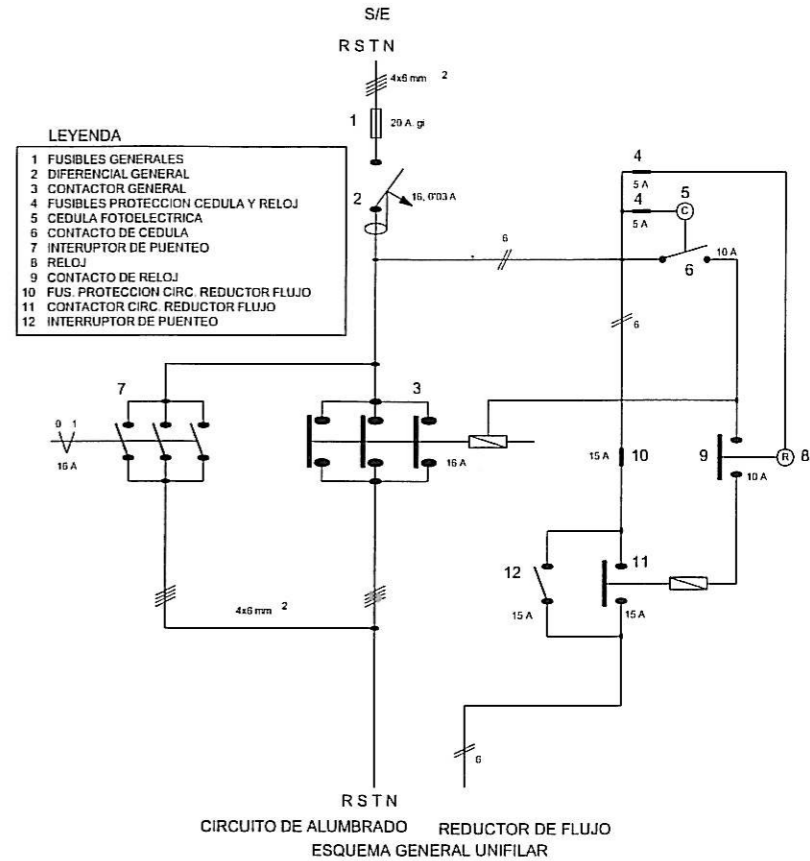 S/E
R S T N
4x6 mm 2
1
20 A. gi
LEYENDA
1 FUSIBLES GENERALES
2 DIFERENCIAL GENERAL
3 CONTACTOR GENERAL
4 FUSIBLES PROTECCION CEDULA Y RELOJ
5 CEDULA FOTOELECTRICA
6 CONTACTO DE CEDULA
7 INTERUPTOR DE PUENTEO
8 RELOJ
9 CONTACTO DE RELOJ
10 FUS. PROTECCION CIRC. REDUCTOR FLUJO
11 CONTACTOR CIRC. REDUCTOR FLUJO
12 INTERRUPTOR DE PUENTEO
2
16, 0'03 A
4
5 A
4
5
C
5 A
6
10 A
6
6
7
0 1
16 A
3
16 A
15 A
10
9
R
8
10 A
12
11
15 A
15 A
4x6 mm 2
6
R S T N
CIRCUITO DE ALUMBRADO
REDUCTOR DE FLUJO
ESQUEMA GENERAL UNIFILAR